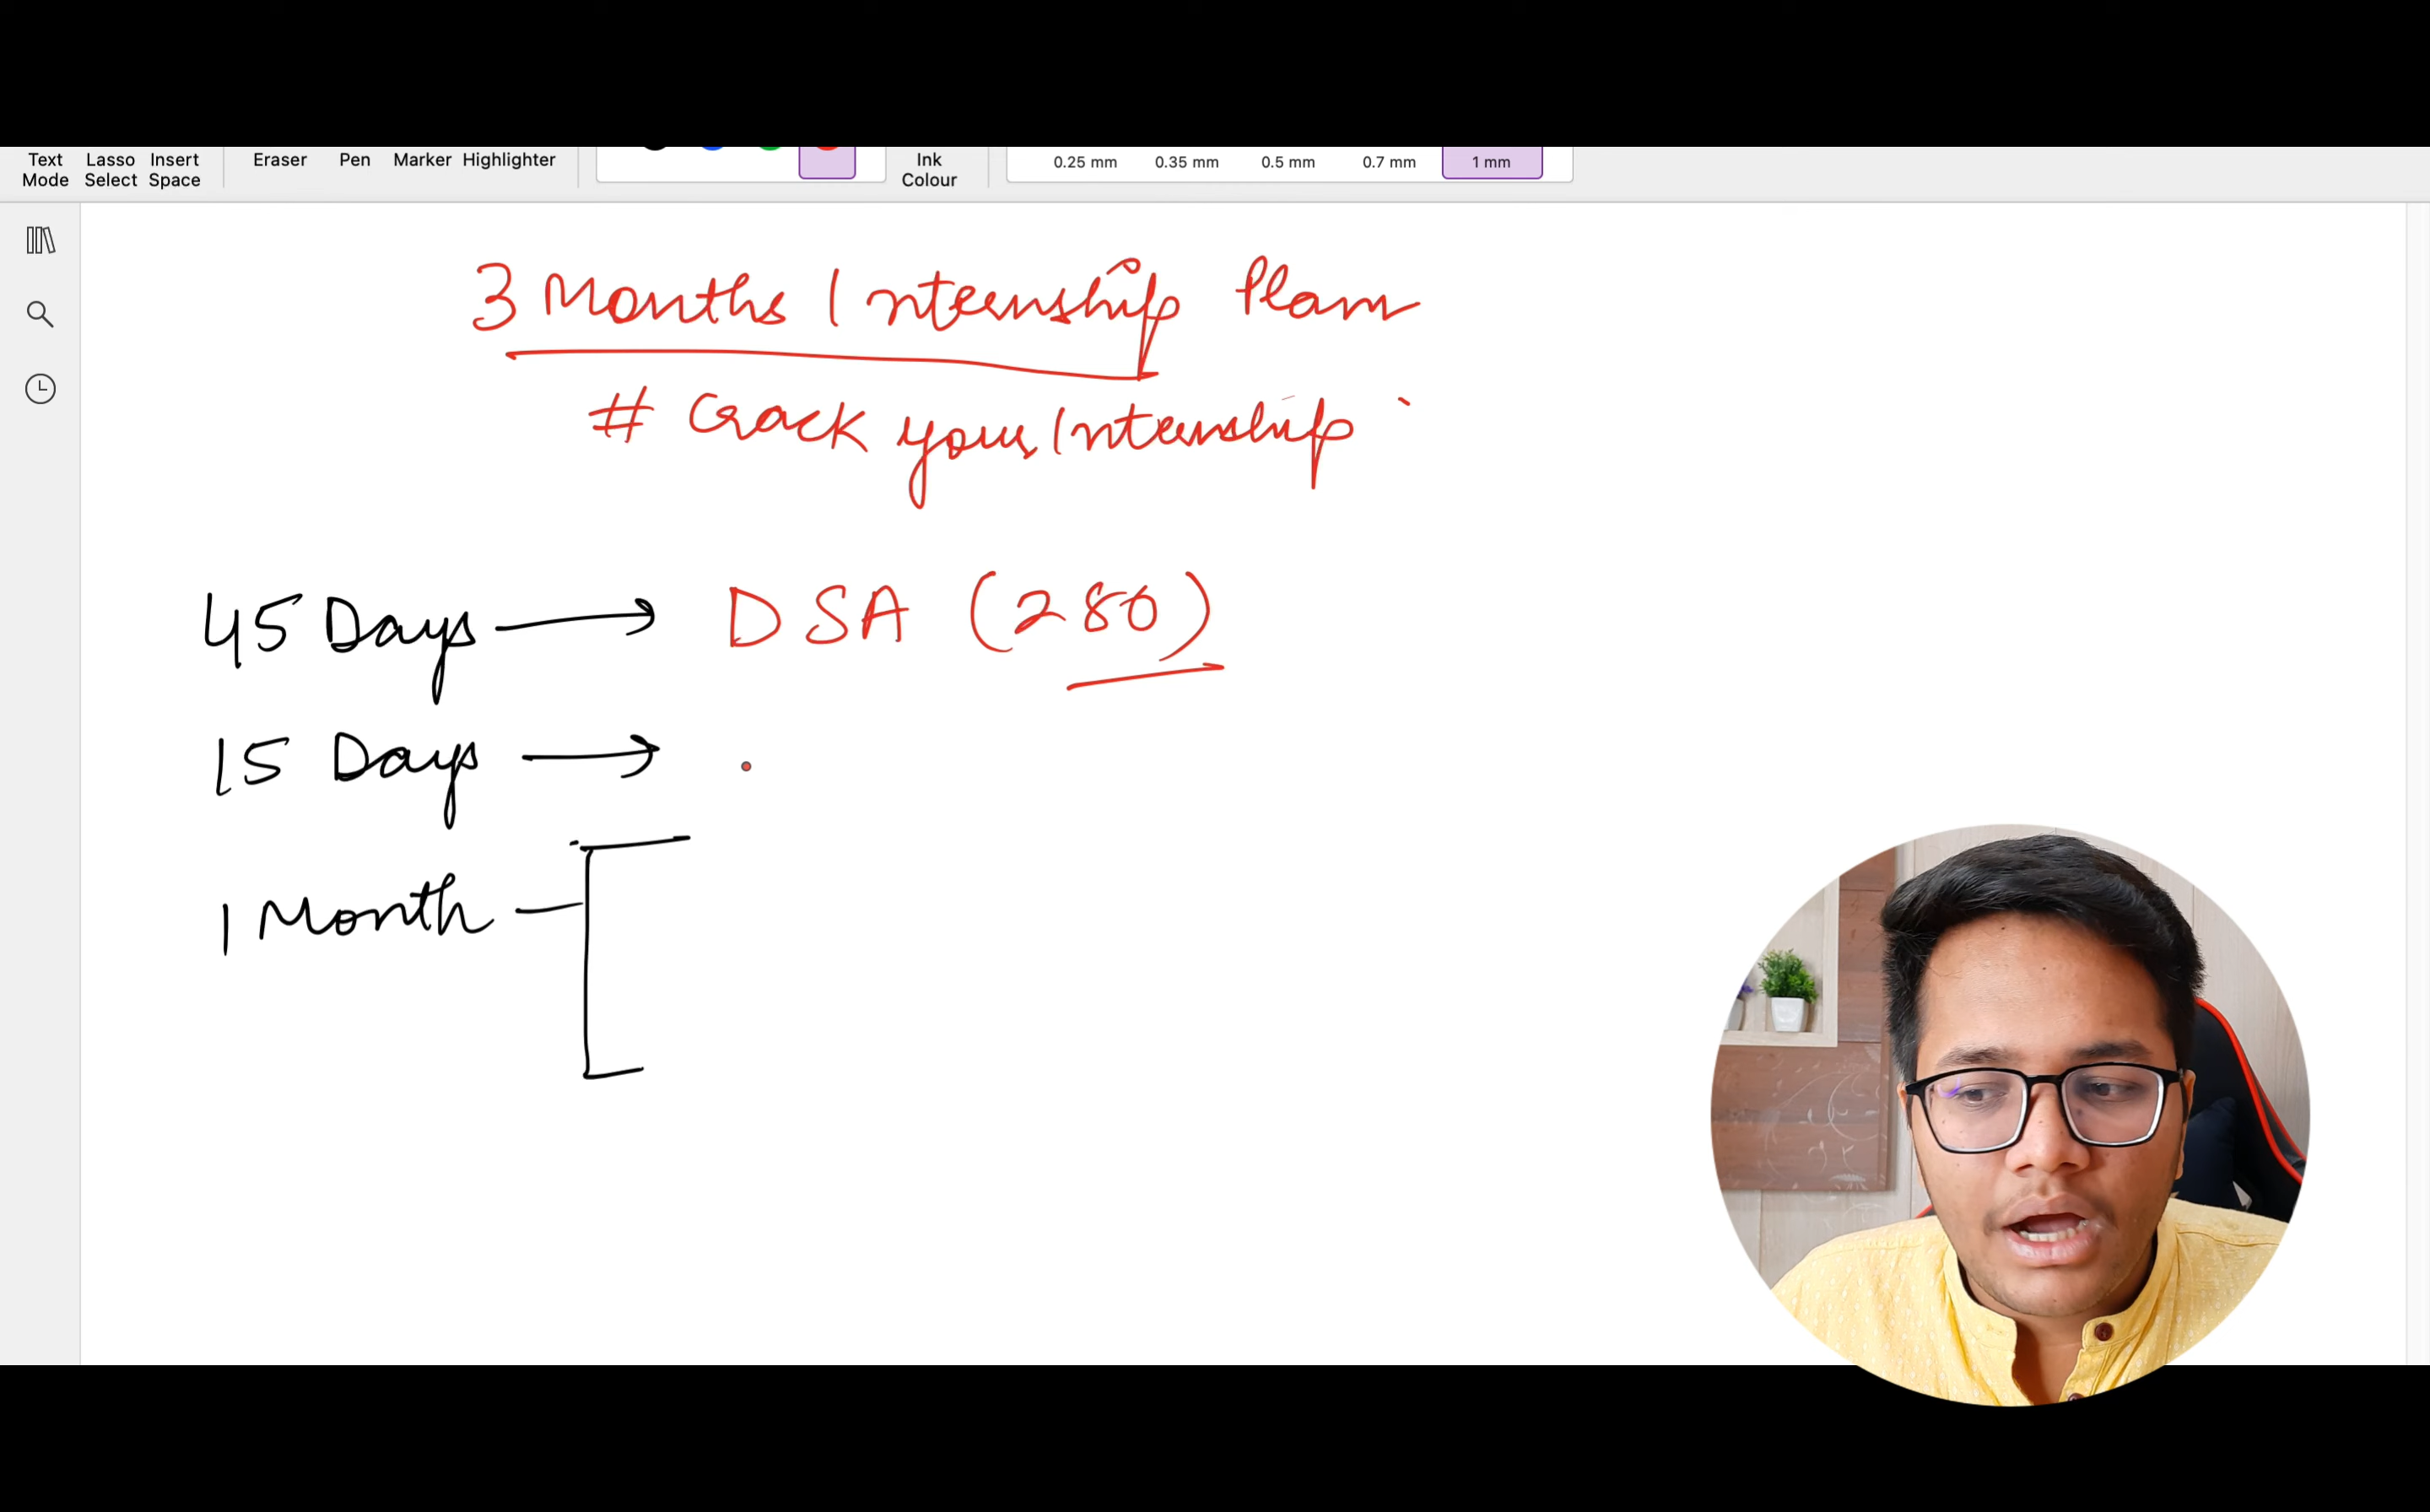 Text Mode Lasso Select Insert Space Eraser Pen Marker Highlighter Ink Colour 0.25 mm 0.35 mm 0.5 mm 0.7 mm 1 mm
3 Months Internship Plan
# Crack your Internship
45 Days → DSA (280)
15 Days →
1 Month